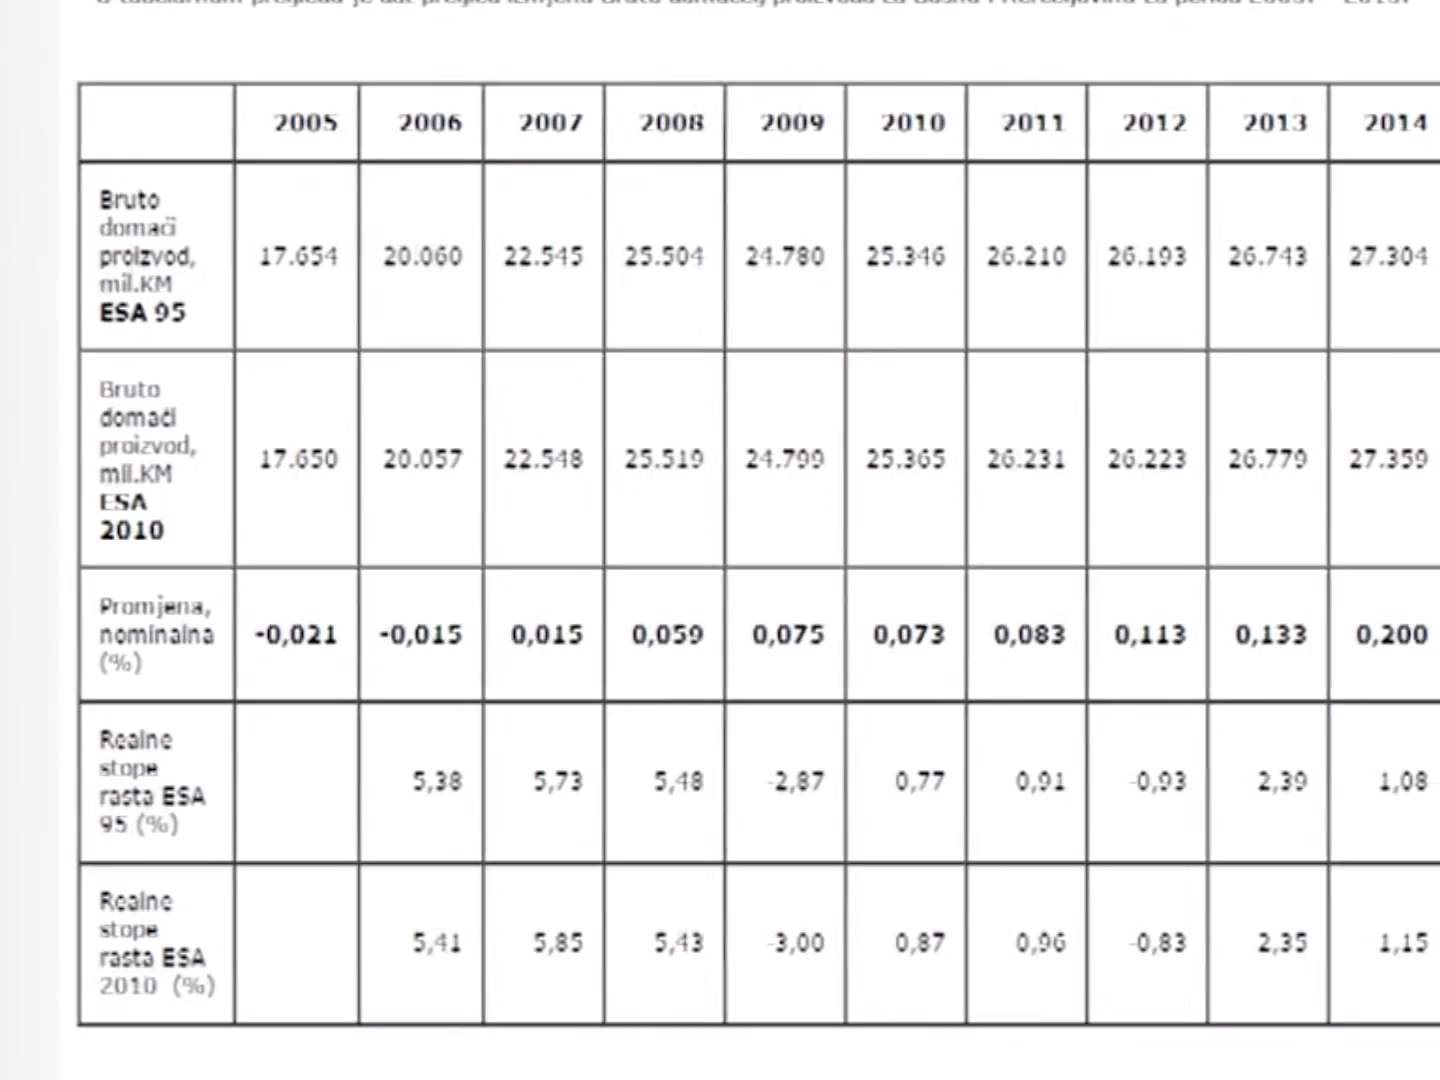 2005 2006 2007 2008 2009 2010 2011 2012 2013 2014
Bruto
domaći
proizvod,
mil.KM
ESA 95
17.654 20.060 22.545 25.504 24.780 25.346 26.210 26.193 26.743 27.304
Bruto
domaći
proizvod,
mil.KM
ESA
2010
17.650 20.057 22.548 25.519 24.799 25.365 26.231 26.223 26.779 27.359
Promjena,
nominalna
(%)
-0,021 -0,015 0,015 0,059 0,075 0,073 0,083 0,113 0,133 0,200
Realne
stope
rasta ESA
95 (%)
5,38 5,73 5,48 -2,87 0,77 0,91 -0,93 2,39 1,08
Realne
stope
rasta ESA
2010 (%)
5,41 5,85 5,43 -3,00 0,87 0,96 -0,83 2,35 1,15